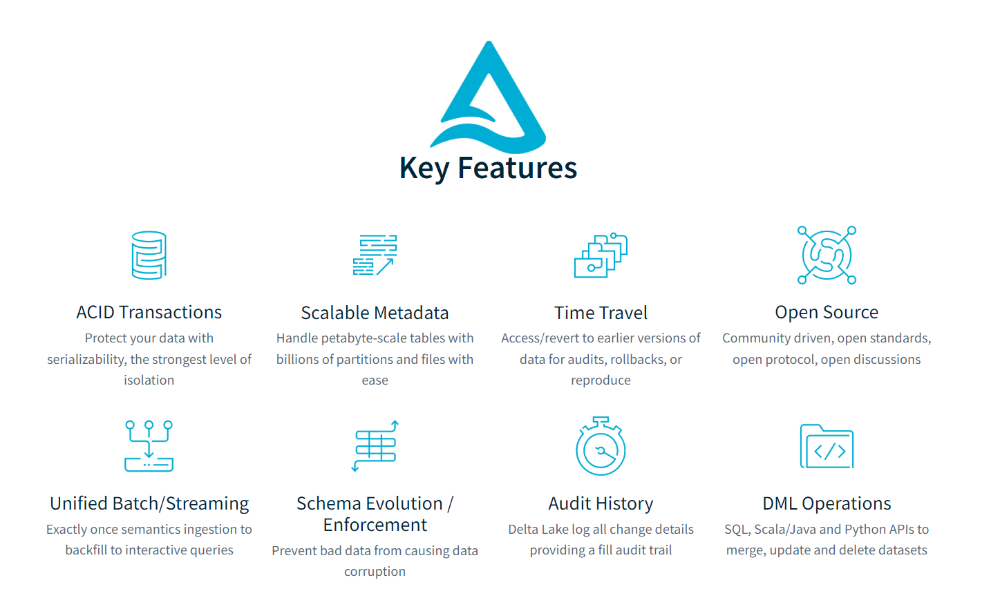 Key Features
ACID Transactions
Protect your data with
serializability, the strongest level of
isolation
Scalable Metadata
Handle petabyte-scale tables with
billions of partitions and files with
ease
Time Travel
Access/revert to earlier versions of
data for audits, rollbacks, or
reproduce
Open Source
Community driven, open standards,
open protocol, open discussions
Unified Batch/Streaming
Exactly once semantics ingestion to
backfill to interactive queries
Schema Evolution /
Enforcement
Prevent bad data from causing data
corruption
Audit History
Delta Lake log all change details
providing a fill audit trail
DML Operations
SQL, Scala/Java and Python APIs to
merge, update and delete datasets